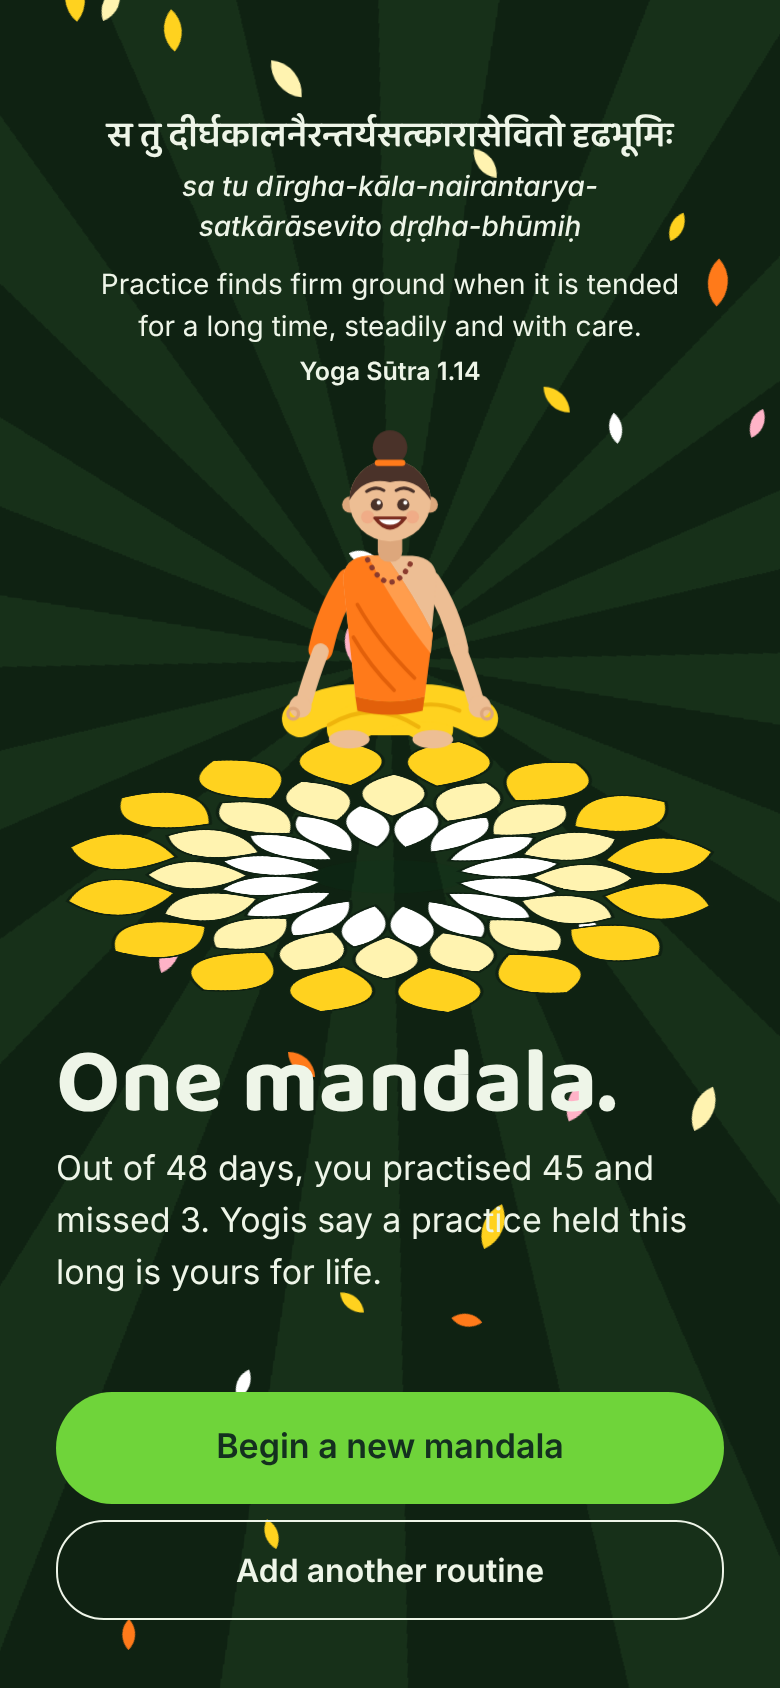 स तु दीर्घकालनैरन्तर्यसत्कारासेवितो दृढभूमिः
sa tu dīrgha-kāla-nairantarya-
satkārāsevito dṛḍha-bhūmiḥ
Practice finds firm ground when it is tended
for a long time, steadily and with care.
Yoga Sūtra 1.14
One mandala.
Out of 48 days, you practised 45 and
missed 3. Yogis say a practice held this
long is yours for life.
Begin a new mandala
Add another routine